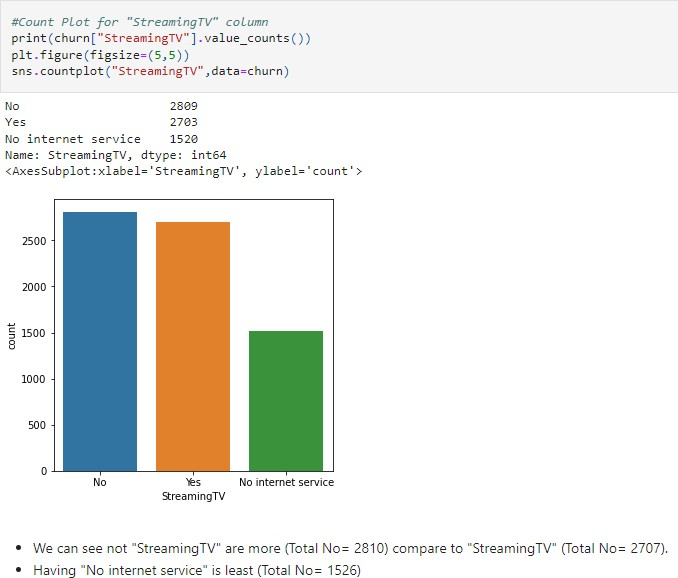 #Count Plot for "StreamingTV" column
print(churn["StreamingTV"].value_counts())
plt.figure(figsize=(5,5))
sns.countplot("StreamingTV",data=churn)
No 2809
Yes 2703
No internet service 1520
Name: StreamingTV, dtype: int64
<AxesSubplot:xlabel='StreamingTV', ylabel='count'>
2500
2000
1500
1000
500
0
count
No Yes No internet service
StreamingTV
• We can see not "StreamingTV" are more (Total No= 2810) compare to "StreamingTV" (Total No= 2707).
• Having "No internet service" is least (Total No= 1526)